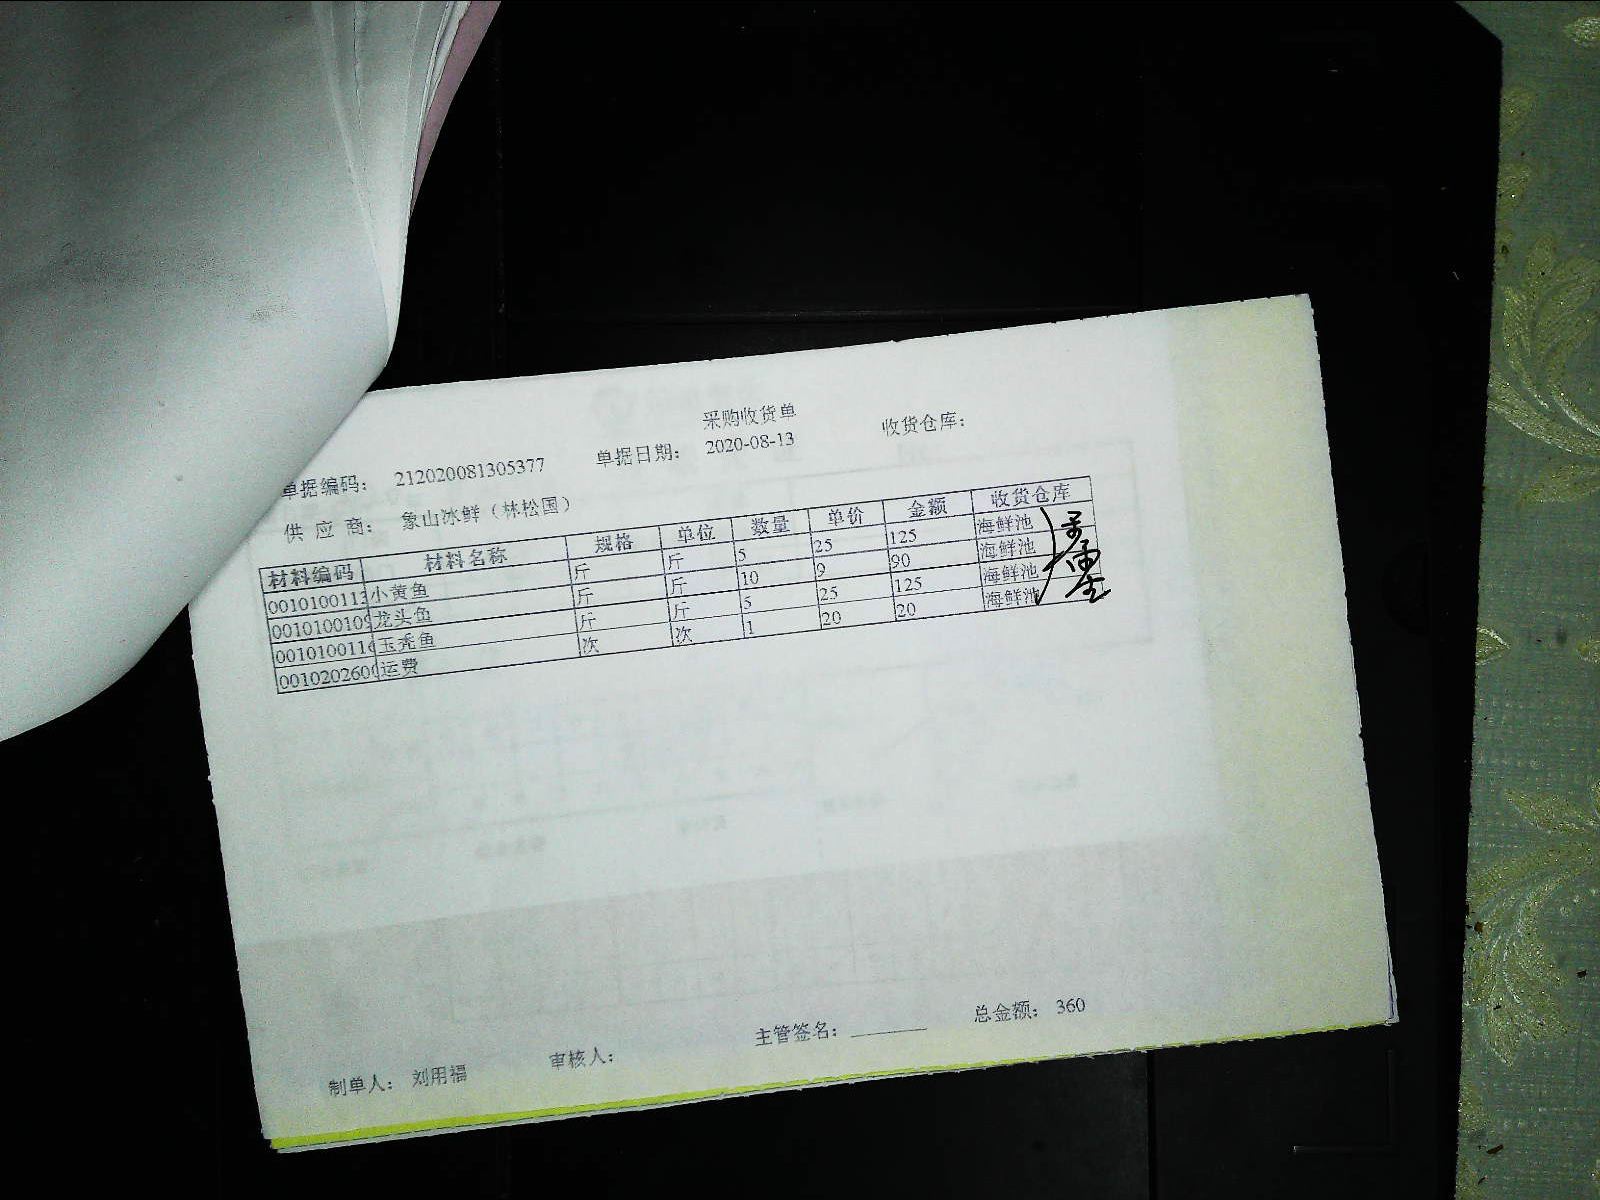 采购收货单
单据编码： 212020081305377 单据日期： 2020-08-13 收货仓库：
供 应 商： 象山冰鲜（林松国）
材料编码 材料名称 规格 单位 数量 单价 金额 收货仓库
001010011 小黄鱼 斤 斤 5 25 125 海鲜池
001010010 龙头鱼 斤 斤 10 9 90 海鲜池
001010011 玉秃鱼 斤 斤 5 25 125 海鲜池
001020260 运费 次 次 1 20 20 海鲜池
制单人： 刘用福 审核人： 主管签名： 总金额： 360